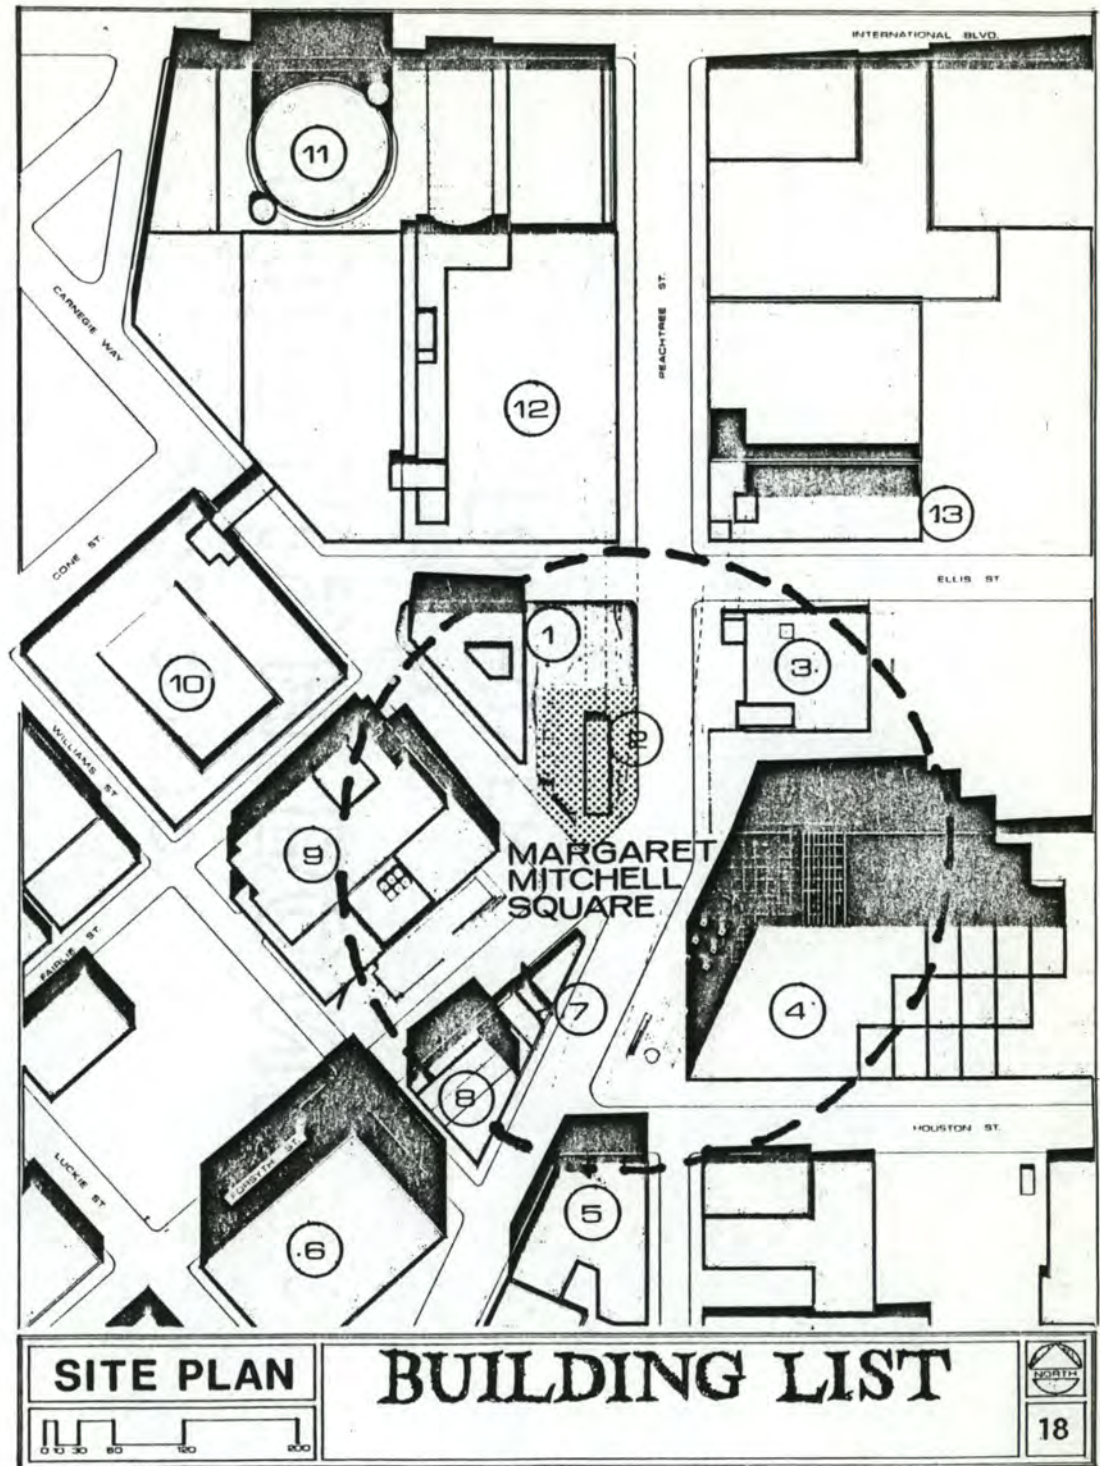 INTERNATIONAL BLVD.
11
CARNEGIE WAY
PEACHTREE ST.
12
13
CONE ST.
ELLIS ST
1
3
10
2
WILLIAMS ST
9
MARGARET
MITCHELL
SQUARE
FAIRLIE ST.
7
4
8
HOUSTON ST.
LUCKIE ST
FORSYTH ST.
5
6
SITE PLAN
BUILDING LIST
NORTH
0 10 30 60 120 200
18